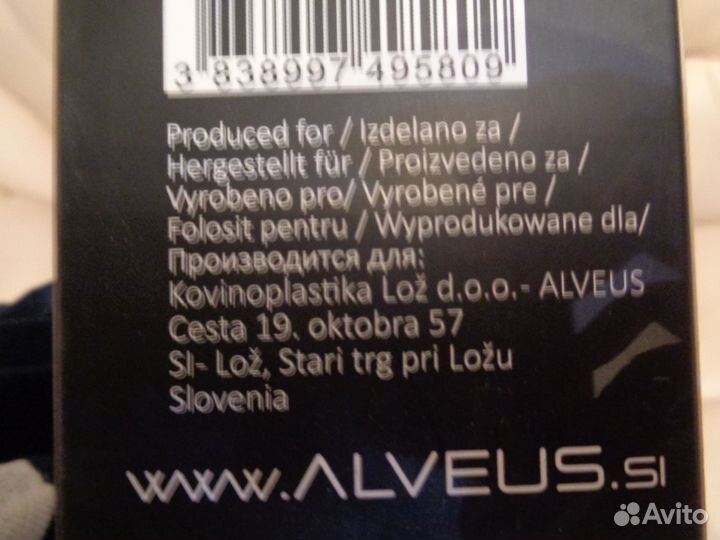 3 838997 495809
Produced for / Izdelano za /
Hergestellt für / Proizvedeno za /
Vyrobeno pro/ Vyrobené pre /
Folosit pentru / Wyprodukowane dla/
Производится для:
Kovinoplastika Lož d.o.o.- ALVEUS
Cesta 19. oktobra 57
SI- Lož, Stari trg pri Ložu
Slovenia
www.ALVEUS.SI
Avito